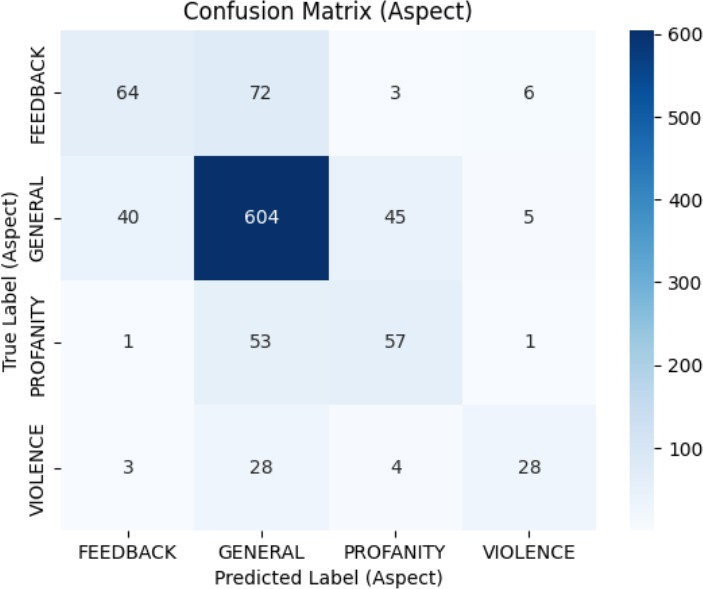 Confusion Matrix (Aspect)
True Label (Aspect)
FEEDBACK 64 72 3 6
GENERAL 40 604 45 5
PROFANITY 1 53 57 1
VIOLENCE 3 28 4 28
FEEDBACK GENERAL PROFANITY VIOLENCE
Predicted Label (Aspect)
600
500
400
300
200
100